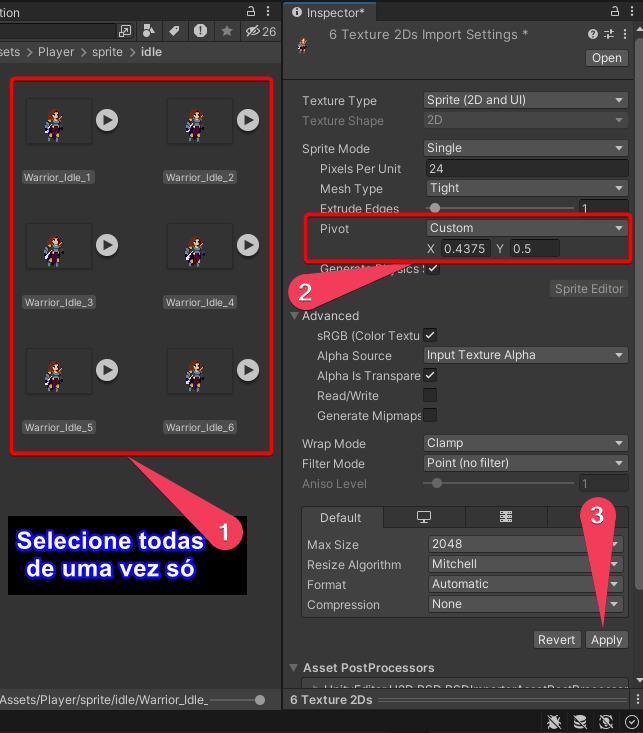 tion
Inspector*
26
ets > Player > sprite > idle
6 Texture 2Ds Import Settings *
Open
Texture Type Sprite (2D and UI)
Texture Shape 2D
Sprite Mode Single
Pixels Per Unit 24
Mesh Type Tight
Extrude Edges 1
Pivot Custom
X 0.4375 Y 0.5
Generate Physics S
Sprite Editor
Advanced
sRGB (Color Textu
Alpha Source Input Texture Alpha
Alpha Is Transpare
Read/Write
Generate Mipmaps
Wrap Mode Clamp
Filter Mode Point (no filter)
Aniso Level 1
Default
Max Size 2048
Resize Algorithm Mitchell
Format Automatic
Compression None
Revert Apply
Asset PostProcessors
6 Texture 2Ds
Warrior_Idle_1 Warrior_Idle_2
Warrior_Idle_3 Warrior_Idle_4
Warrior_Idle_5 Warrior_Idle_6
1
2
3
Selecione todas
de uma vez só
Assets/Player/sprite/idle/Warrior_Idle_